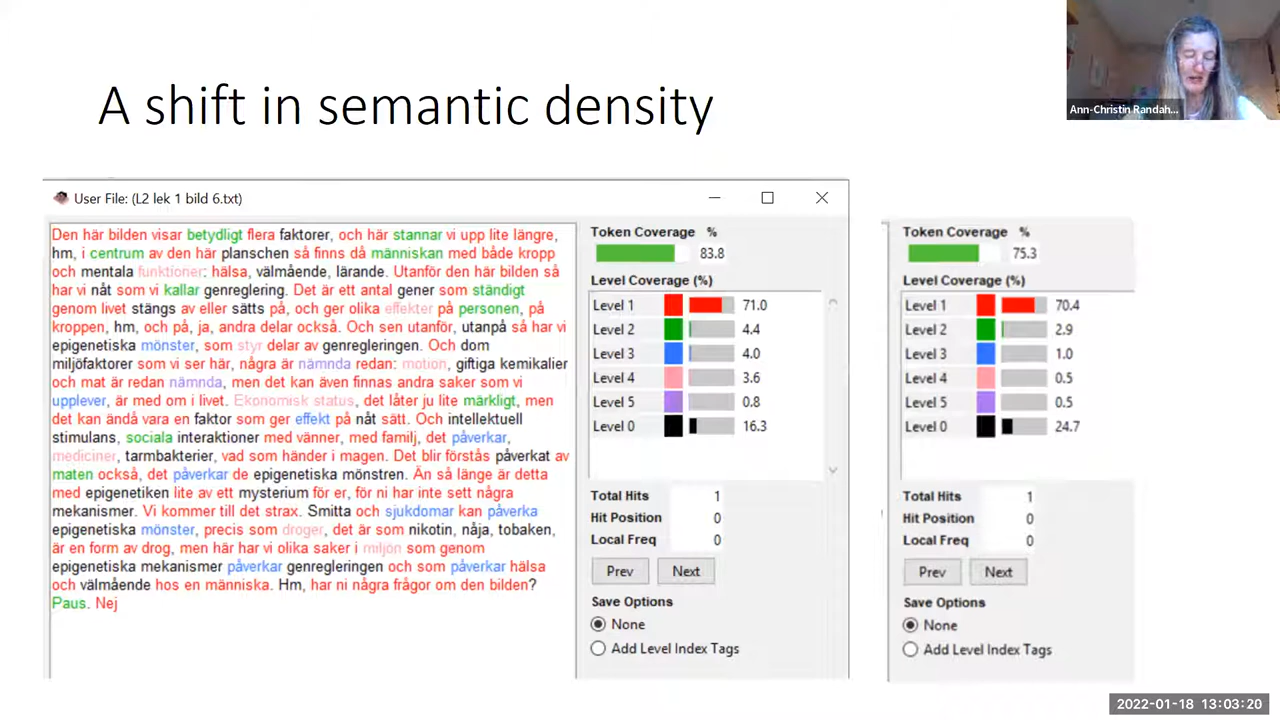 A shift in semantic density
Ann-Christin Randah...
User File: (L2 lek 1 bild 6.txt)
Den här bilden visar betydligt flera faktorer, och här stannar vi upp lite längre,
hm, i centrum av den här planschen så finns då människan med både kropp
och mentala funktioner: hälsa, välmående, lärande. Utanför den här bilden så
har vi nåt som vi kallar genreglering. Det är ett antal gener som ständigt
genom livet stängs av eller sätts på, och ger olika effekter på personen, på
kroppen, hm, och på, ja, andra delar också. Och sen utanför, utanpå så har vi
epigenetiska mönster, som styr delar av genregleringen. Och dom
miljöfaktorer som vi ser här, några är nämnda redan: motion, giftiga kemikalier
och mat är redan nämnda, men det kan även finnas andra saker som vi
upplever, är med om i livet. Ekonomisk status, det låter ju lite märkligt, men
det kan ändå vara en faktor som ger effekt på nåt sätt. Och intellektuell
stimulans, sociala interaktioner med vänner, med familj, det påverkar,
mediciner, tarmbakterier, vad som händer i magen. Det blir förstås påverkat av
maten också, det påverkar de epigenetiska mönstren. Än så länge är detta
med epigenetiken lite av ett mysterium för er, för ni har inte sett några
mekanismer. Vi kommer till det strax. Smitta och sjukdomar kan påverka
epigenetiska mönster, precis som droger, det är som nikotin, nåja, tobaken,
är en form av drog, men här har vi olika saker i miljön som genom
epigenetiska mekanismer påverkar genregleringen och som påverkar hälsa
och välmående hos en människa. Hm, har ni några frågor om den bilden?
Paus. Nej
Token Coverage %
83.8
Level Coverage (%)
Level 1 71.0
Level 2 4.4
Level 3 4.0
Level 4 3.6
Level 5 0.8
Level 0 16.3
Total Hits 1
Hit Position 0
Local Freq 0
Prev Next
Save Options
None
Add Level Index Tags
Token Coverage %
75.3
Level Coverage (%)
Level 1 70.4
Level 2 2.9
Level 3 1.0
Level 4 0.5
Level 5 0.5
Level 0 24.7
Total Hits 1
Hit Position 0
Local Freq 0
Prev Next
Save Options
None
Add Level Index Tags
2022-01-18 13:03:20